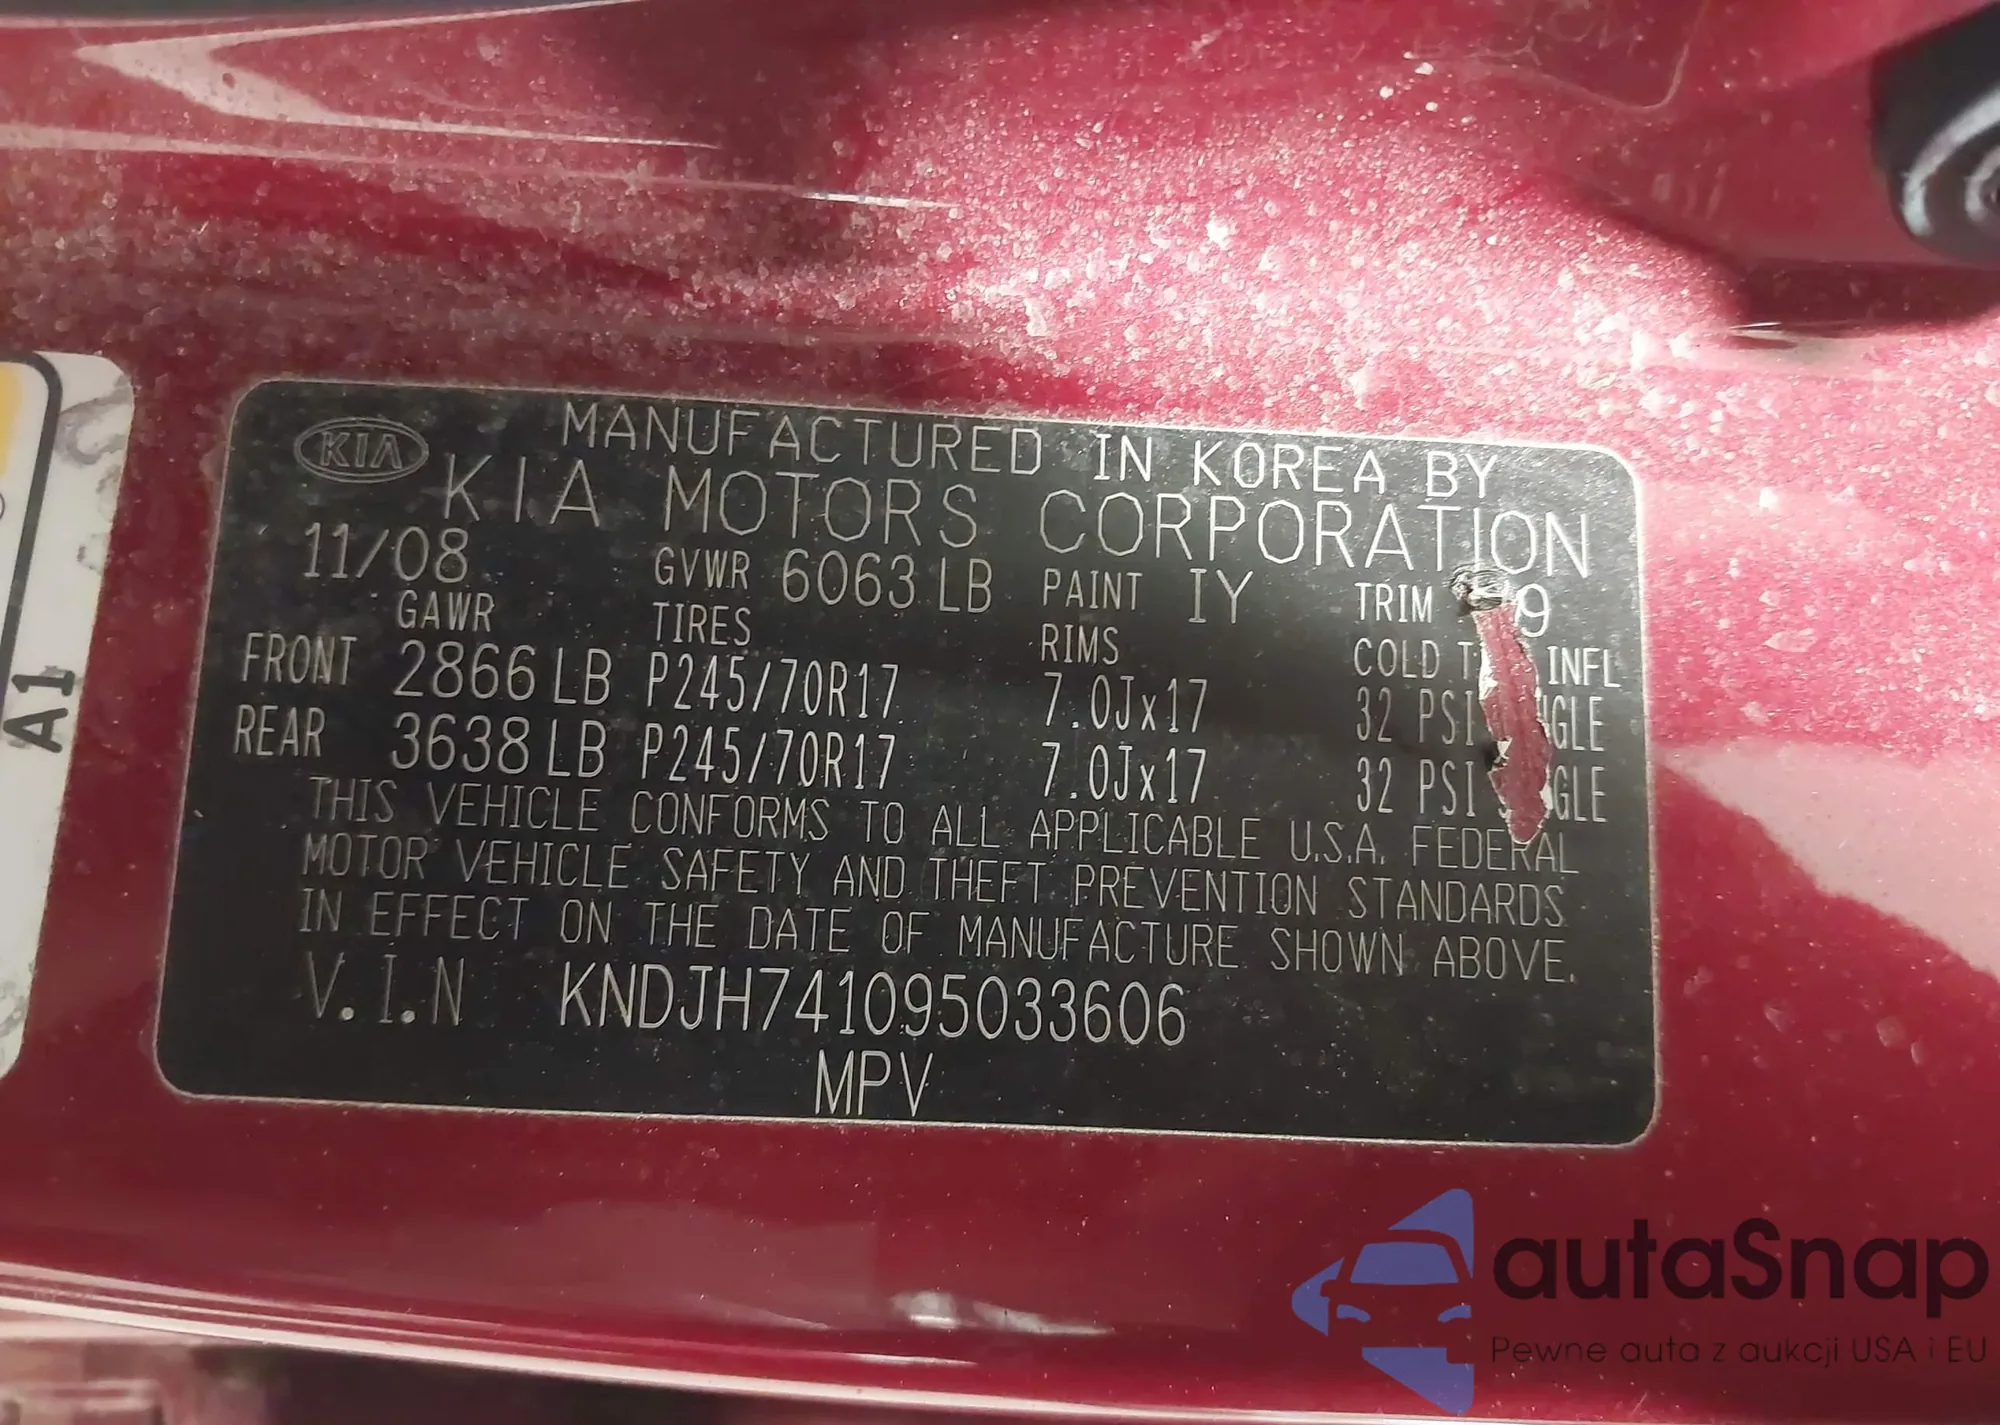 KIA MANUFACTURED IN KOREA BY
KIA MOTORS CORPORATION
11/08 GVWR 6063 LB PAINT IY TRIM 9
GAWR TIRES RIMS COLD INFL
FRONT 2866 LB P245/70R17 7.0Jx17 32 PSI
REAR 3638 LB P245/70R17 7.0Jx17 32 PSI
THIS VEHICLE CONFORMS TO ALL APPLICABLE U.S.A. FEDERAL
MOTOR VEHICLE SAFETY AND THEFT PREVENTION STANDARDS
IN EFFECT ON THE DATE OF MANUFACTURE SHOWN ABOVE.
V.I.N KNDJH741095033606
MPV
A1
autaSnap
Pewne auta z aukcji USA i EU